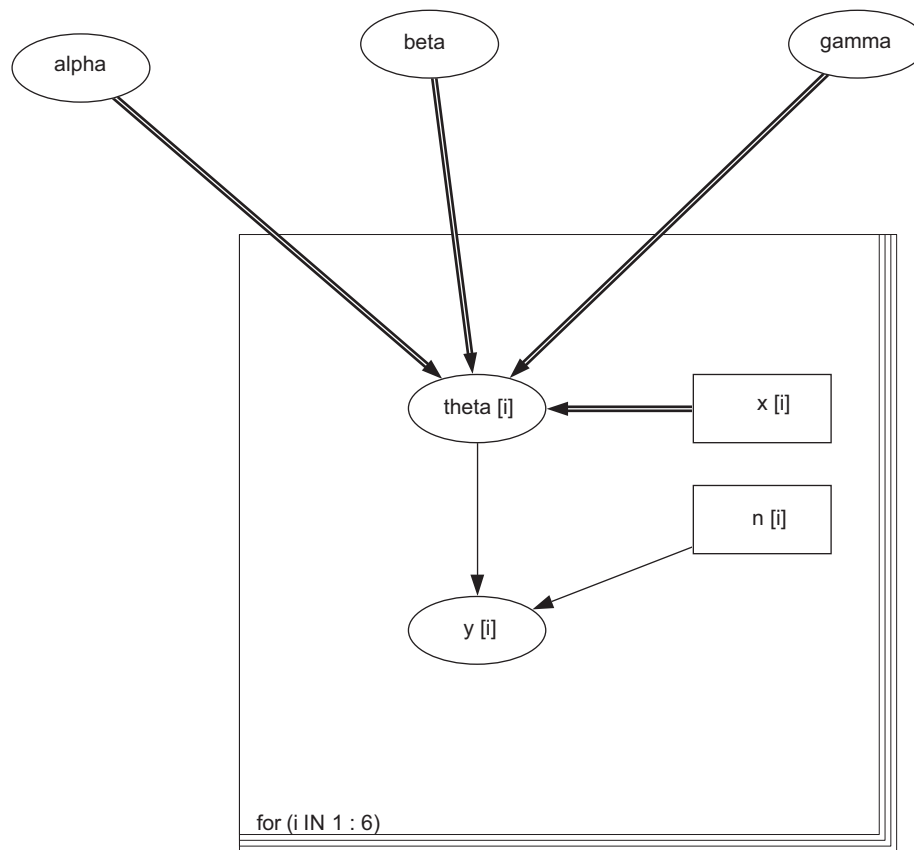 alpha
beta
gamma
theta [i]
x [i]
n [i]
y [i]
for (i IN 1 : 6)